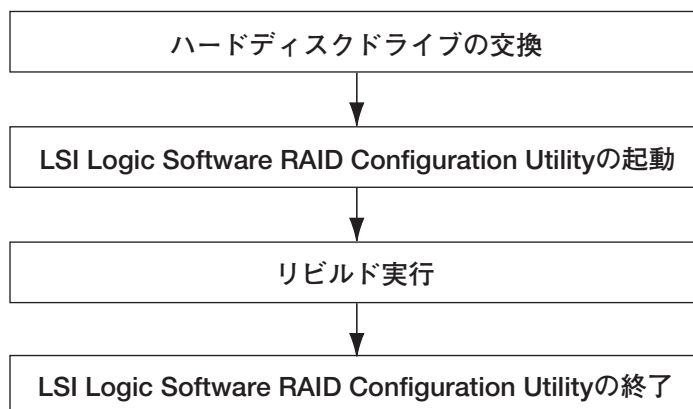 ハードディスクドライブの交換
LSI Logic Software RAID Configuration Utilityの起動
リビルド実行
LSI Logic Software RAID Configuration Utilityの終了